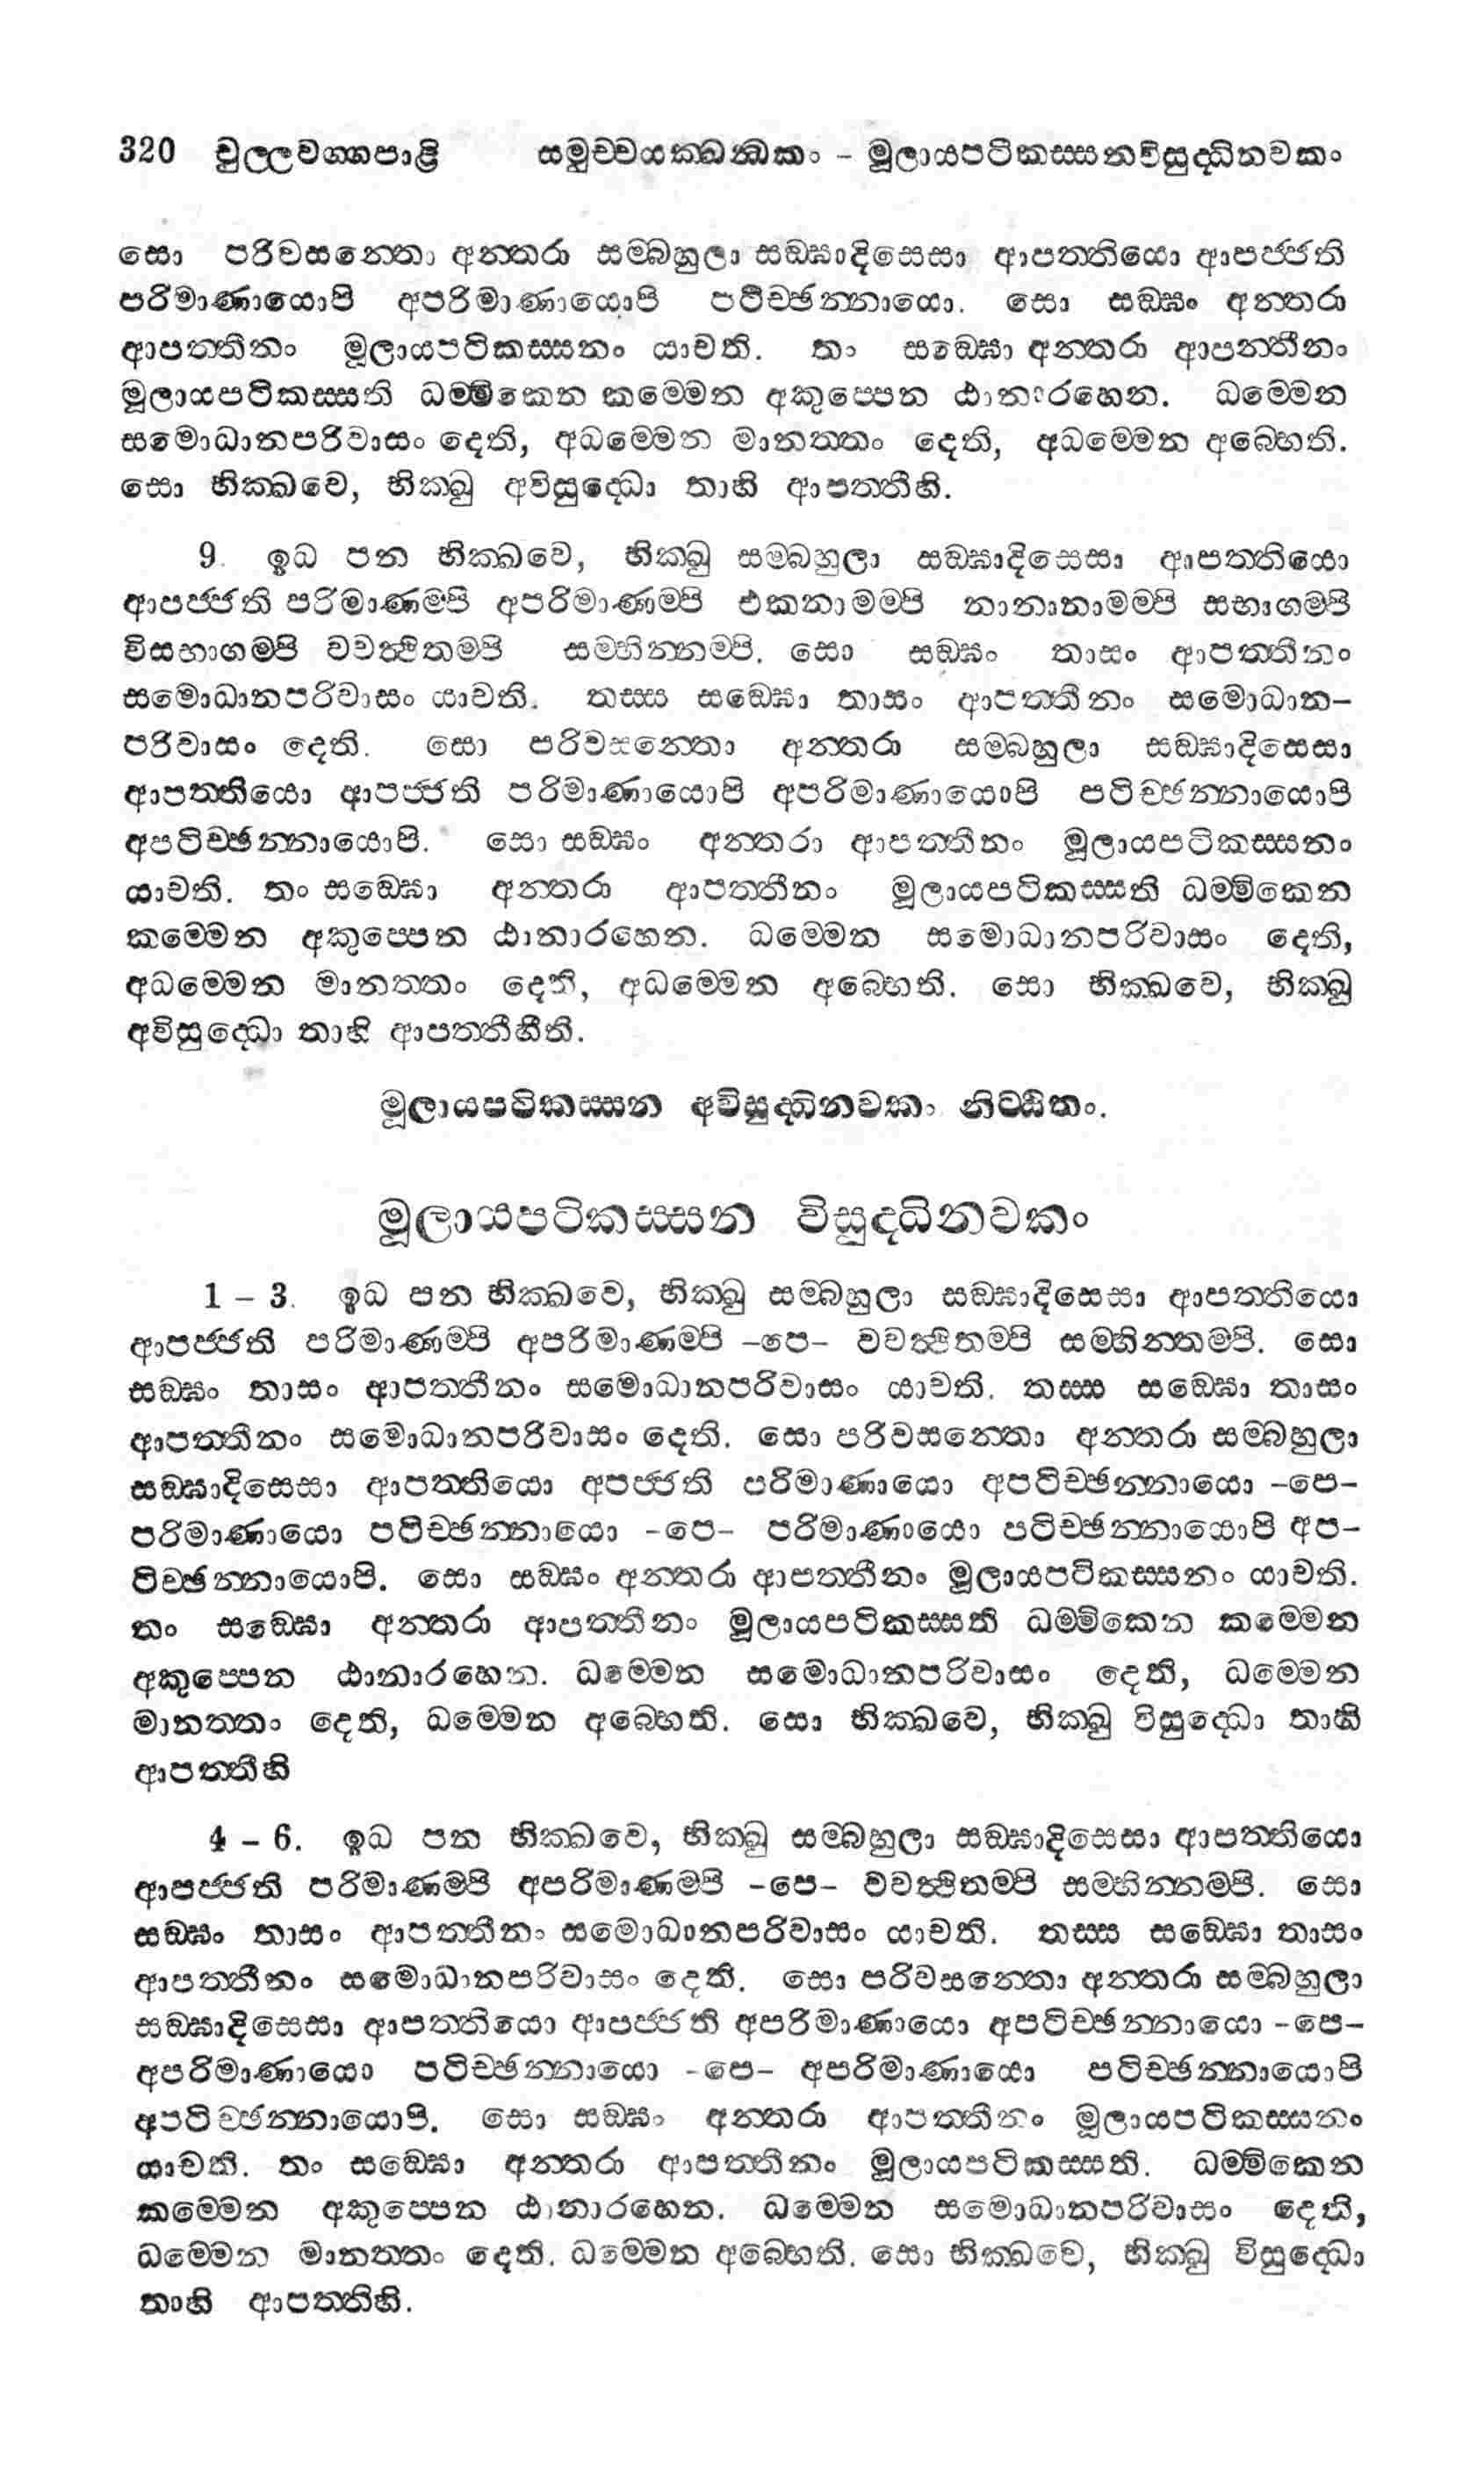 320 චුල්ලවග්ගපාළි සමුච්චයක්ඛන්ධකං – මූලායපටිකස්සනවිසුද්ධිනවකං
සො පරිවසන්තො අන්තරා සම්බහුලා සඞ්ඝාදිසෙසා ආපත්තියො ආපජ්ජති
පරිමාණායොපි අපරිමාණායොපි පටිච්ඡන්නායො. සො සඞ්ඝං අන්තරා
ආපත්තීනං මූලායපටිකස්සනං යාචති. තං සඞ්ඝො අන්තරා ආපත්තීනං
මූලායපටිකස්සති ධම්මිකෙන කම්මෙන අකුප්පෙන ඨානාරහෙන. ධම්මෙන
සමොධානපරිවාසං දෙති, අධම්මෙන මානත්තං දෙති, අධම්මෙන අබ්භෙති.
සො භික්ඛවෙ, භික්ඛු අවිසුද්ධො තාහි ආපත්තීහි.
9. ඉධ පන භික්ඛවෙ, භික්ඛු සම්බහුලා සඞ්ඝාදිසෙසා ආපත්තියො
ආපජ්ජති පරිමාණම්පි අපරිමාණම්පි එකනාමම්පි නානානාමම්පි සභාගම්පි
විසභාගම්පි වවත්ථිතම්පි සම්භින්නම්පි. සො සඞ්ඝං තාසං ආපත්තීනං
සමොධානපරිවාසං යාචති. තස්ස සඞ්ඝො තාසං ආපත්තීනං සමොධාන-
පරිවාසං දෙති. සො පරිවසන්තො අන්තරා සම්බහුලා සඞ්ඝාදිසෙසා
ආපත්තියො ආපජ්ජති පරිමාණායොපි අපරිමාණායොපි පටිච්ඡන්නායොපි
අපටිච්ඡන්නායොපි. සො සඞ්ඝං අන්තරා ආපත්තීනං මූලායපටිකස්සනං
යාචති. තං සඞ්ඝො අන්තරා ආපත්තීනං මූලායපටිකස්සති ධම්මිකෙන
කම්මෙන අකුප්පෙන ඨානාරහෙන. ධම්මෙන සමොධානපරිවාසං දෙති,
අධම්මෙන මානත්තං දෙති, අධම්මෙන අබ්භෙති. සො භික්ඛවෙ, භික්ඛු
අවිසුද්ධො තාහි ආපත්තීහීති.
මූලායපටිකස්සන අවිසුද්ධිනවකං නිට්ඨිතං.
මූලායපටිකස්සන විසුද්ධිනවකං
1 – 3. ඉධ පන භික්ඛවෙ, භික්ඛු සම්බහුලා සඞ්ඝාදිසෙසා ආපත්තියො
ආපජ්ජති පරිමාණම්පි අපරිමාණම්පි –පෙ– වවත්ථිතම්පි සම්භින්නම්පි. සො
සඞ්ඝං තාසං ආපත්තීනං සමොධානපරිවාසං යාචති. තස්ස සඞ්ඝො තාසං
ආපත්තීනං සමොධානපරිවාසං දෙති. සො පරිවසන්තො අන්තරා සම්බහුලා
සඞ්ඝාදිසෙසා ආපත්තියො අපජ්ජති පරිමාණායො අපටිච්ඡන්නායො –පෙ–
පරිමාණායො පටිච්ඡන්නායො –පෙ– පරිමාණායො පටිච්ඡන්නායොපි අප-
ටිච්ඡන්නායොපි. සො සඞ්ඝං අන්තරා ආපත්තීනං මූලායපටිකස්සනං යාචති.
තං සඞ්ඝො අන්තරා ආපත්තීනං මූලායපටිකස්සති ධම්මිකෙන කම්මෙන
අකුප්පෙන ඨානාරහෙන. ධම්මෙන සමොධානපරිවාසං දෙති, ධම්මෙන
මානත්තං දෙති, ධම්මෙන අබ්භෙති. සො භික්ඛවෙ, භික්ඛු විසුද්ධො තාහි
ආපත්තීහි
4 – 6. ඉධ පන භික්ඛවෙ, භික්ඛු සම්බහුලා සඞ්ඝාදිසෙසා ආපත්තියො
ආපජ්ජති පරිමාණම්පි අපරිමාණම්පි –පෙ– වවත්ථිතම්පි සම්භින්නම්පි. සො
සඞ්ඝං තාසං ආපත්තීනං සමොධානපරිවාසං යාචති. තස්ස සඞ්ඝො තාසං
ආපත්තීනං සමොධානපරිවාසං දෙති. සො පරිවසන්තො අන්තරා සම්බහුලා
සඞ්ඝාදිසෙසා ආපත්තියො ආපජ්ජති අපරිමාණායො අපටිච්ඡන්නායො –පෙ–
අපරිමාණායො පටිච්ඡන්නායො –පෙ– අපරිමාණායො පටිච්ඡන්නායොපි
අපටිච්ඡන්නායොපි. සො සඞ්ඝං අන්තරා ආපත්තීනං මූලායපටිකස්සනං
යාචති. තං සඞ්ඝො අන්තරා ආපත්තීනං මූලායපටිකස්සති. ධම්මිකෙන
කම්මෙන අකුප්පෙන ඨානාරහෙන. ධම්මෙන සමොධානපරිවාසං දෙති,
ධම්මෙන මානත්තං දෙති. ධම්මෙන අබ්භෙති. සො භික්ඛවෙ, භික්ඛු විසුද්ධො
තාහි ආපත්තිහි.